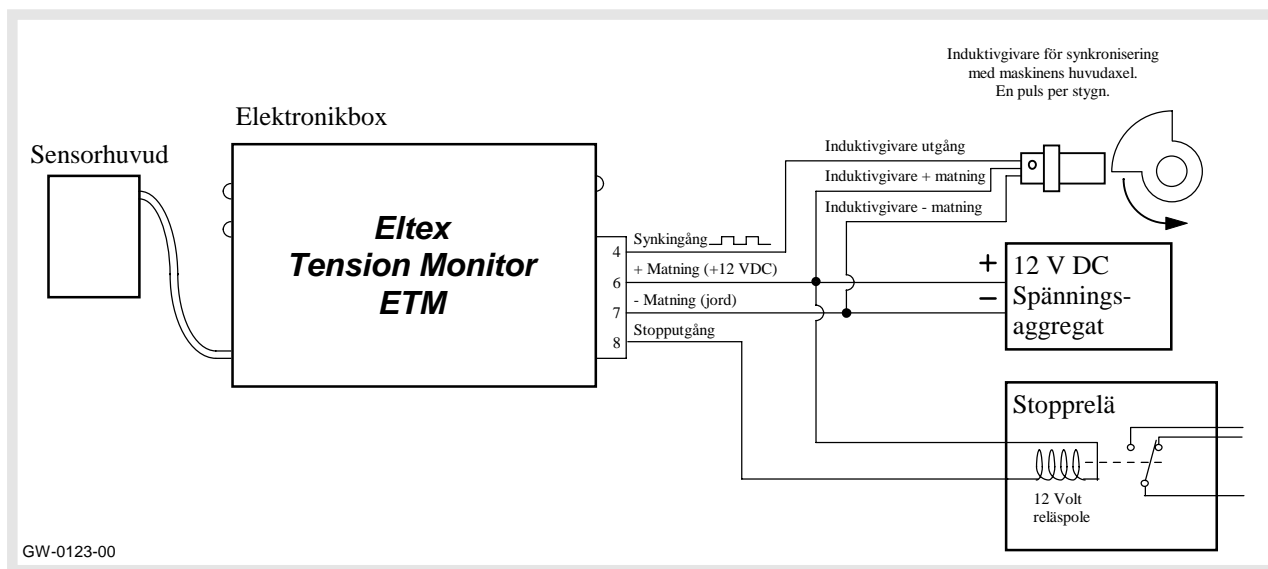 Induktivgivare för synkronisering
med maskinens huvudaxel.
En puls per stygn.
Elektronikbox
Sensorhuvud
Eltex
Tension Monitor
ETM
Induktivgivare utgång
Induktivgivare + matning
Induktivgivare - matning
4 Synkingång
6 + Matning (+12 VDC)
7 - Matning (jord)
8 Stopputgång
+ 12 V DC
− Spännings-
aggregat
Stopprelä
12 Volt
reläspole
GW-0123-00